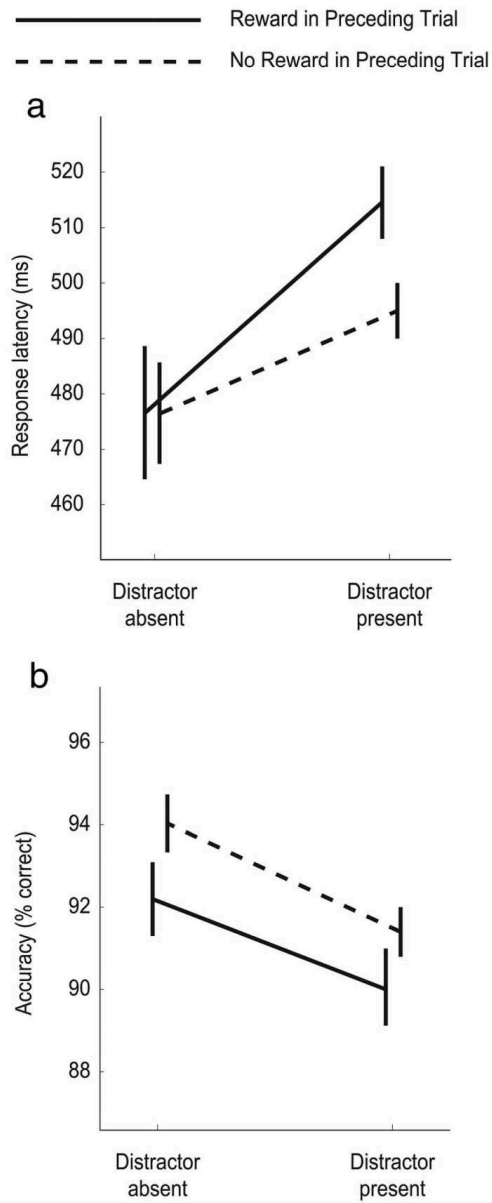 Reward in Preceding Trial
No Reward in Preceding Trial
a
520
510
500
490
480
470
460
Response latency (ms)
Distractor
absent
Distractor
present
b
96
94
92
90
88
Accuracy (% correct)
Distractor
absent
Distractor
present